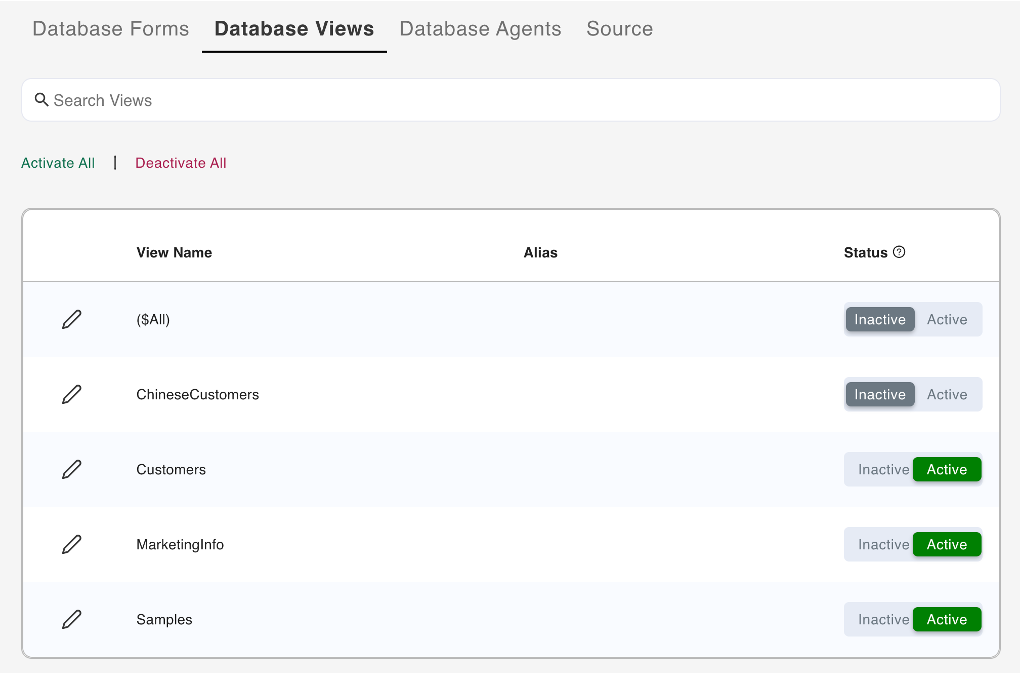 Database Forms Database Views Database Agents Source
Search Views
Activate All | Deactivate All
View Name Alias Status
($All) Inactive Active
ChineseCustomers Inactive Active
Customers Inactive Active
MarketingInfo Inactive Active
Samples Inactive Active